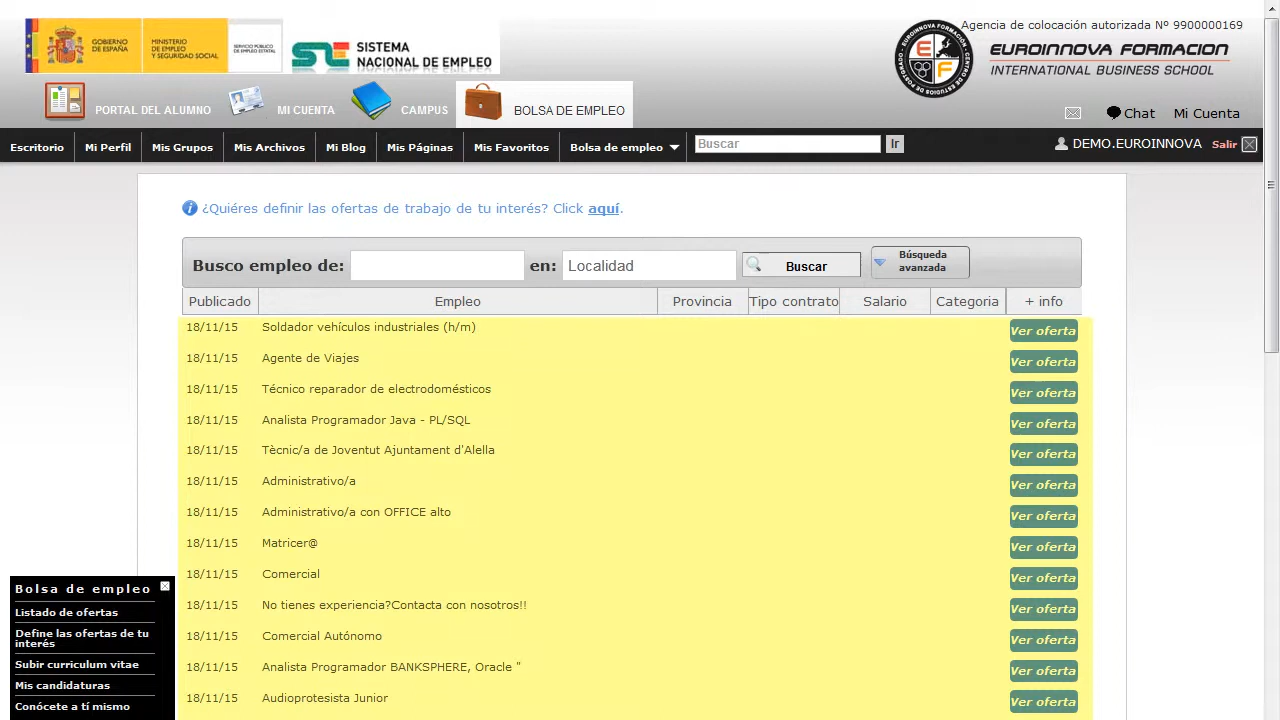 GOBIERNO DE ESPAÑA
MINISTERIO DE EMPLEO Y SEGURIDAD SOCIAL
SERVICIO PÚBLICO DE EMPLEO ESTATAL
SISTEMA NACIONAL DE EMPLEO
Agencia de colocación autorizada Nº 9900000169
EUROINNOVA FORMACION
INTERNATIONAL BUSINESS SCHOOL
PORTAL DEL ALUMNO MI CUENTA CAMPUS BOLSA DE EMPLEO
Chat Mi Cuenta
Escritorio Mi Perfil Mis Grupos Mis Archivos Mi Blog Mis Páginas Mis Favoritos Bolsa de empleo Buscar Ir DEMO.EUROINNOVA Salir
¿Quiéres definir las ofertas de trabajo de tu interés? Click aquí.
Busco empleo de: en: Localidad Buscar Búsqueda avanzada
Publicado Empleo Provincia Tipo contrato Salario Categoria + info
18/11/15 Soldador vehículos industriales (h/m) Ver oferta
18/11/15 Agente de Viajes Ver oferta
18/11/15 Técnico reparador de electrodomésticos Ver oferta
18/11/15 Analista Programador Java - PL/SQL Ver oferta
18/11/15 Tècnic/a de Joventut Ajuntament d'Alella Ver oferta
18/11/15 Administrativo/a Ver oferta
18/11/15 Administrativo/a con OFFICE alto Ver oferta
18/11/15 Matricer@ Ver oferta
18/11/15 Comercial Ver oferta
18/11/15 No tienes experiencia?Contacta con nosotros!! Ver oferta
18/11/15 Comercial Autónomo Ver oferta
18/11/15 Analista Programador BANKSPHERE, Oracle " Ver oferta
18/11/15 Audioprotesista Junior Ver oferta
Bolsa de empleo
Listado de ofertas
Define las ofertas de tu
interés
Subir curriculum vitae
Mis candidaturas
Conócete a tí mismo